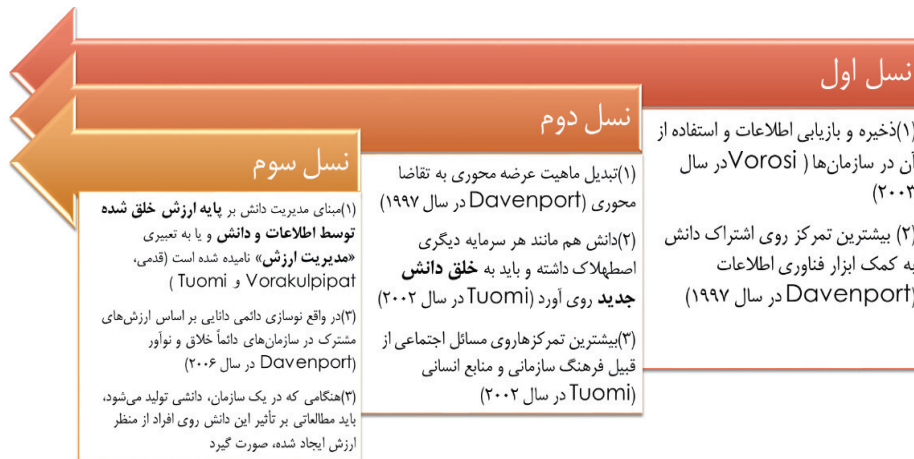 نسل اول
(۱)ذخیره و بازیابی اطلاعات و استفاده از
آن در سازمان‌ها ( Vorosi در سال
۲۰۰۳)
(۲) بیشترین تمرکز روی اشتراک دانش
به کمک ابزار فناوری اطلاعات
(Davenport در سال ۱۹۹۷)
نسل دوم
(۱)تبدیل ماهیت عرضه محوری به تقاضا
محوری (Davenport در سال ۱۹۹۷)
(۲)دانش هم مانند هر سرمایه دیگری
اصطهلاک داشته و باید به خلق دانش
جدید روی آورد (Tuomi در سال ۲۰۰۲)
(۳)بیشترین تمرکزهاروی مسائل اجتماعی از
قبیل فرهنگ سازمانی و منابع انسانی
(Tuomi در سال ۲۰۰۲)
نسل سوم
(۱)مبنای مدیریت دانش بر پایه ارزش خلق شده
توسط اطلاعات و دانش و یا به تعبیری
«مدیریت ارزش» نامیده شده است (قدمی،
Vorakulpipat و Tuomi )
(۳)در واقع نوسازی دائمی دانایی بر اساس ارزش‌های
مشترک در سازمان‌های دائماً خلاق و نوآور
(Davenport در سال ۲۰۰۶)
(۳)هنگامی که در یک سازمان، دانشی تولید می‌شود،
باید مطالعاتی بر تأثیر این دانش روی افراد از منظر
ارزش ایجاد شده، صورت گیرد